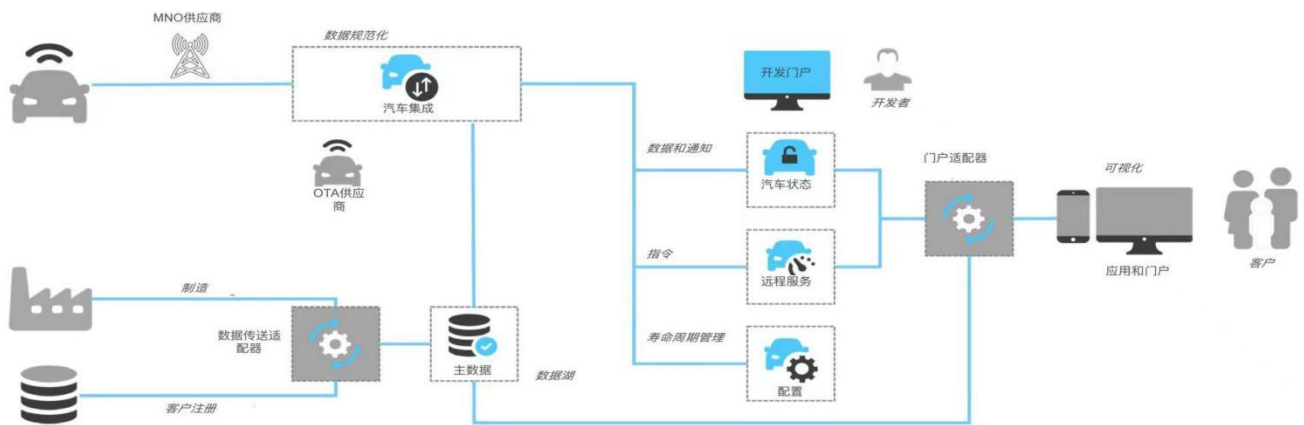 MNO供应商
数据规范化
汽车集成
OTA供应
商
开发门户
开发者
数据和通知
汽车状态
门户适配器
可视化
指令
远程服务
应用和门户
客户
制造
数据传送适
配器
主数据
数据湖
寿命周期管理
配置
客户注册